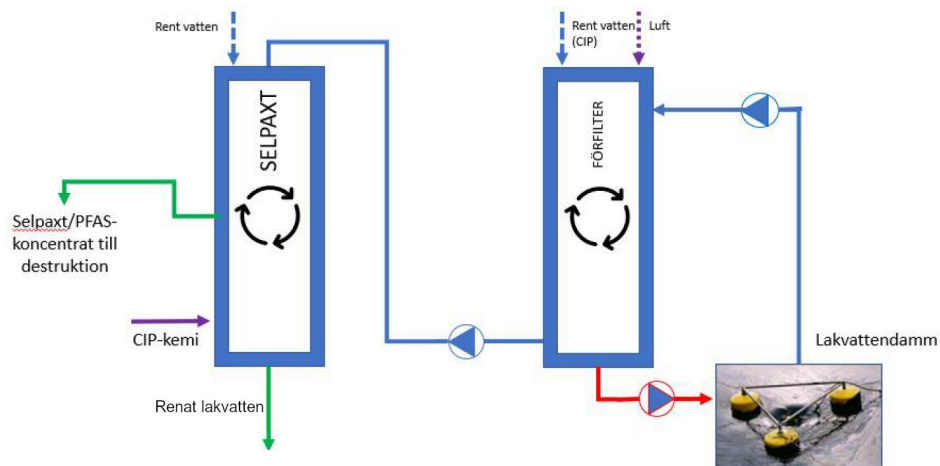 Rent vatten
Rent vatten
(CIP)
Luft
SELPAXT
FÖRFILTER
Selpaxt/PFAS-
koncentrat till
destruktion
CIP-kemi
Lakvattendamm
Renat lakvatten